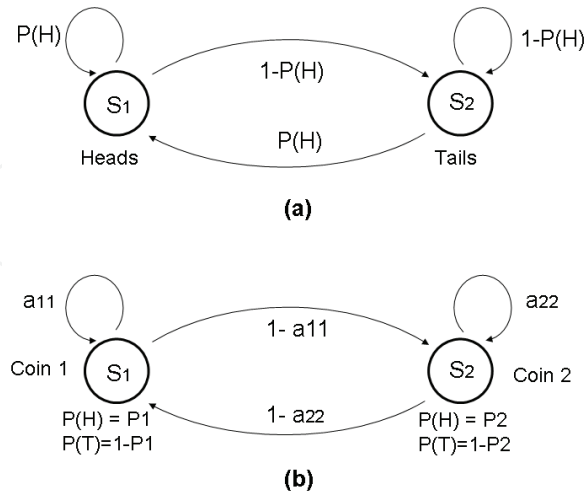 P(H)
1-P(H)
1-P(H)
S1
S2
P(H)
Heads
Tails
(a)
a11
a22
1- a11
Coin 1
S1
S2
Coin 2
1- a22
P(H) = P1
P(T)=1-P1
P(H) = P2
P(T)=1-P2
(b)